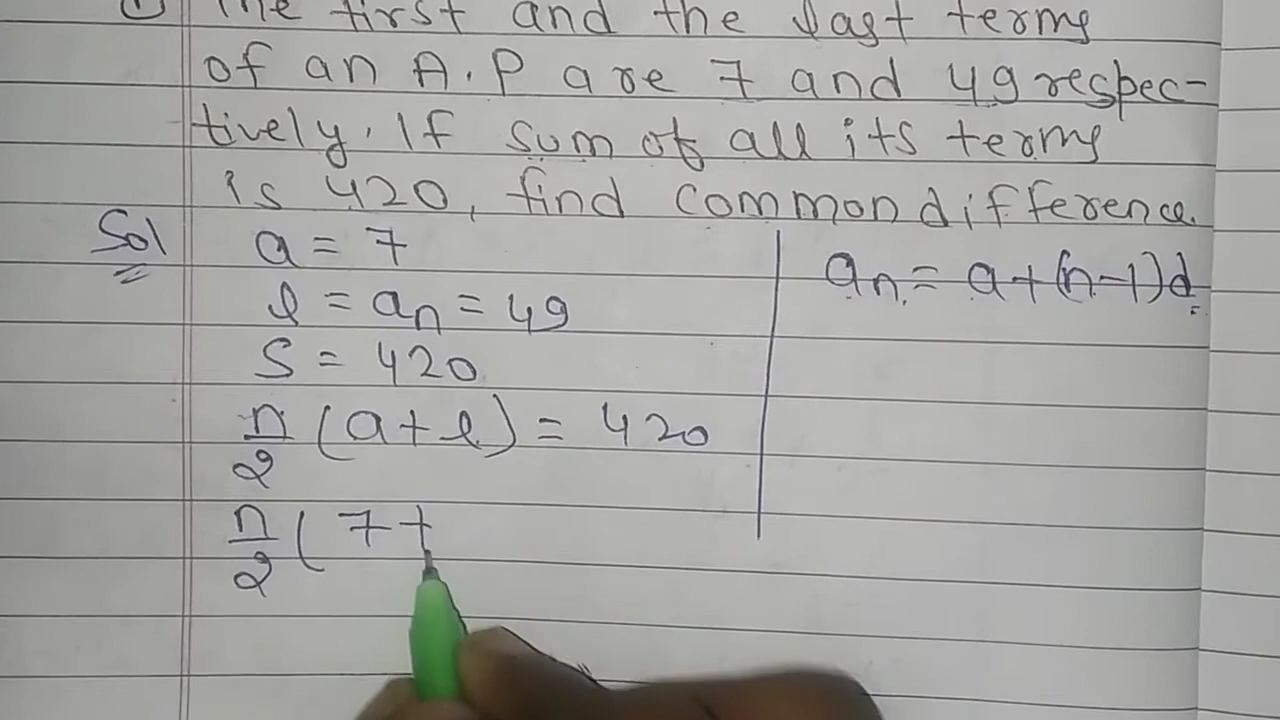 ① The first and the last terms
of an A.P are 7 and 49 respec-
tively. If sum of all its terms
is 420, find common difference.
Sol
a = 7
l = an = 49
S = 420
n/2 (a+l) = 420
n/2 ( 7 +
an = a+(n-1)d